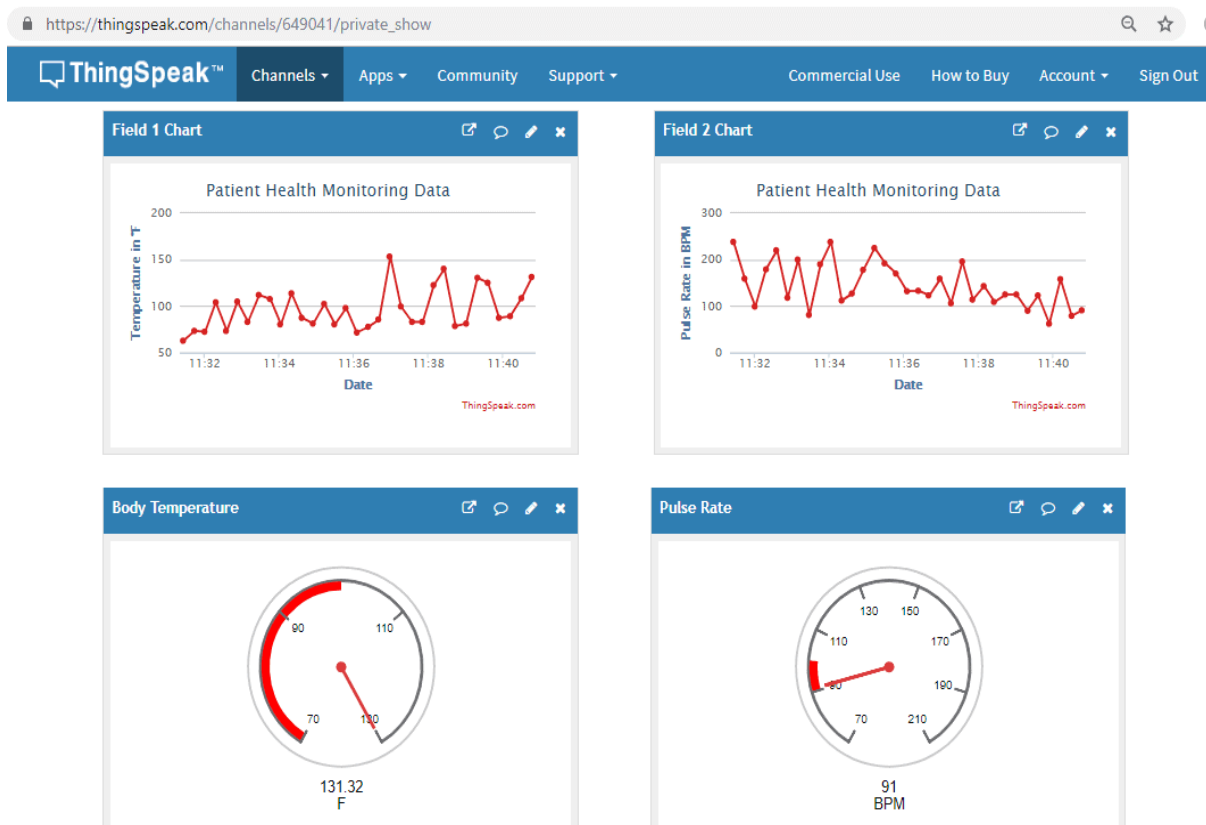 https://thingspeak.com/channels/649041/private_show
ThingSpeak™ Channels Apps Community Support Commercial Use How to Buy Account Sign Out
Field 1 Chart
Patient Health Monitoring Data
Temperature in °F
200
150
100
50
11:32 11:34 11:36 11:38 11:40
Date
ThingSpeak.com
Field 2 Chart
Patient Health Monitoring Data
Pulse Rate in BPM
300
200
100
0
11:32 11:34 11:36 11:38 11:40
Date
ThingSpeak.com
Body Temperature
90 110
70 130
131.32
F
Pulse Rate
130 150
110 170
90 190
70 210
91
BPM